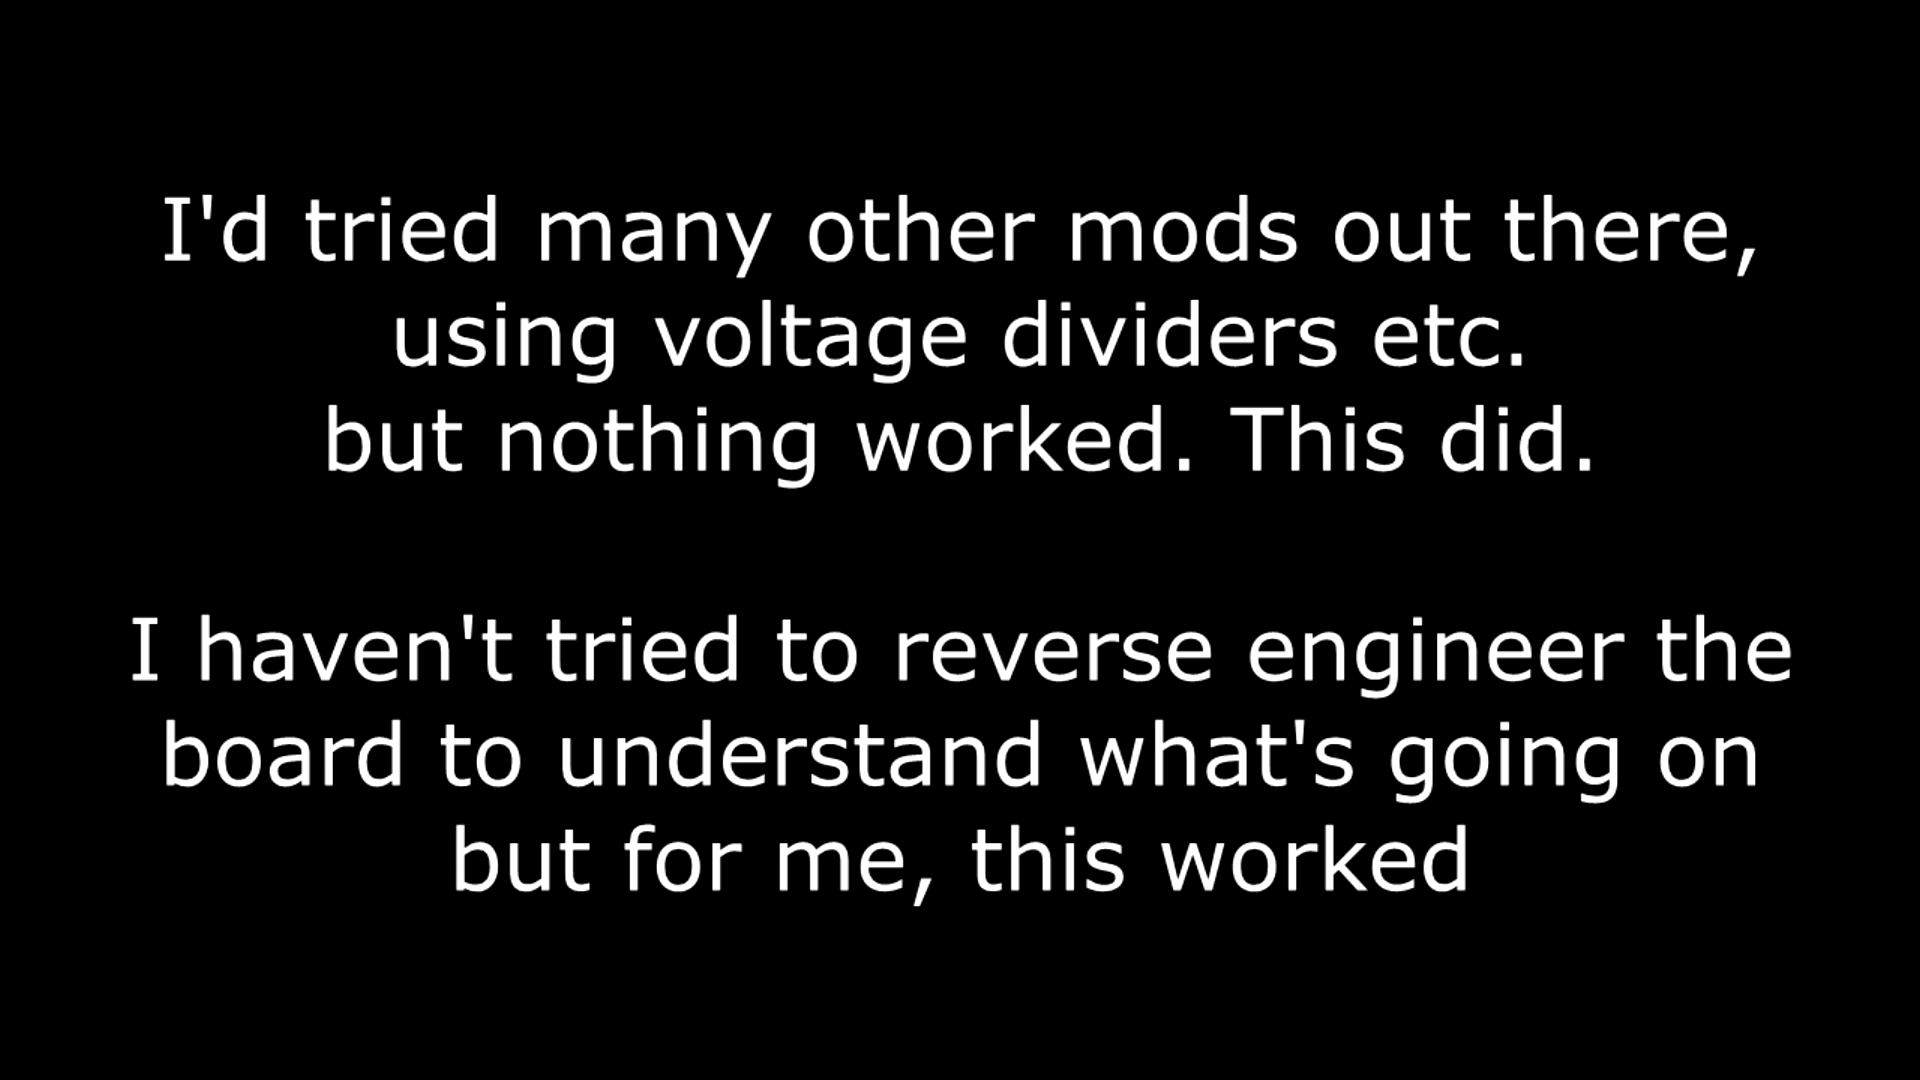 I'd tried many other mods out there,
using voltage dividers etc.
but nothing worked. This did.
I haven't tried to reverse engineer the
board to understand what's going on
but for me, this worked